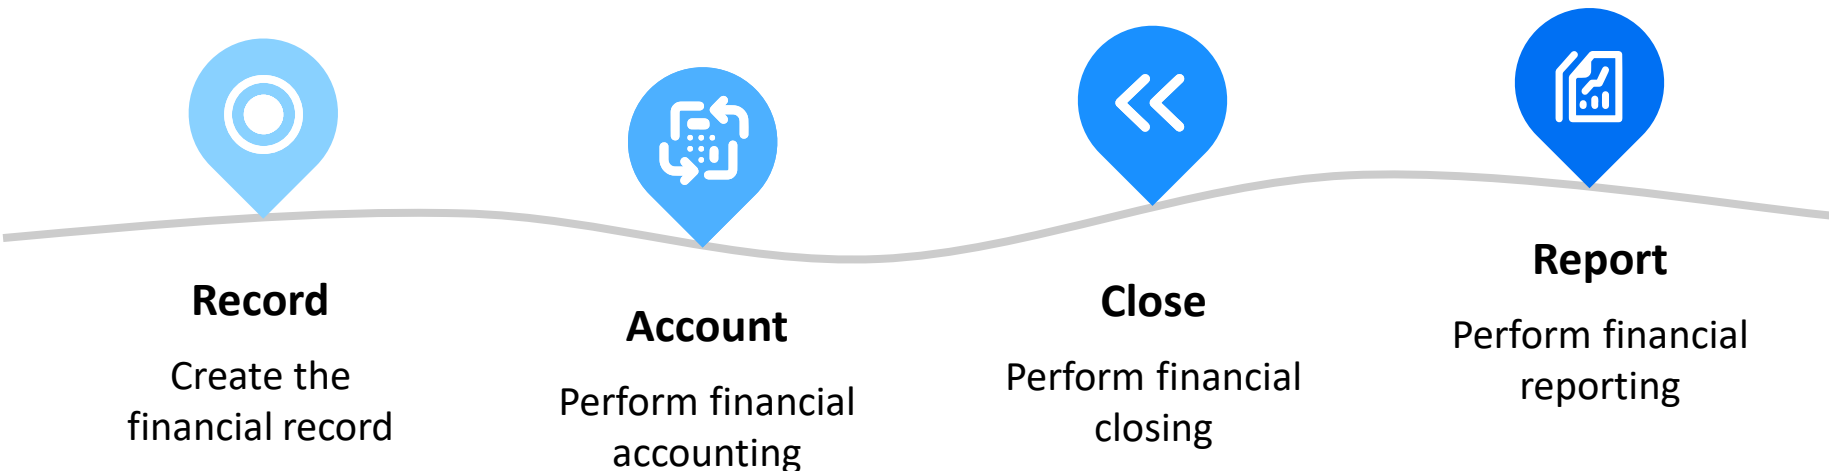 Record
Create the
financial record
Account
Perform financial
accounting
Close
Perform financial
closing
Report
Perform financial
reporting